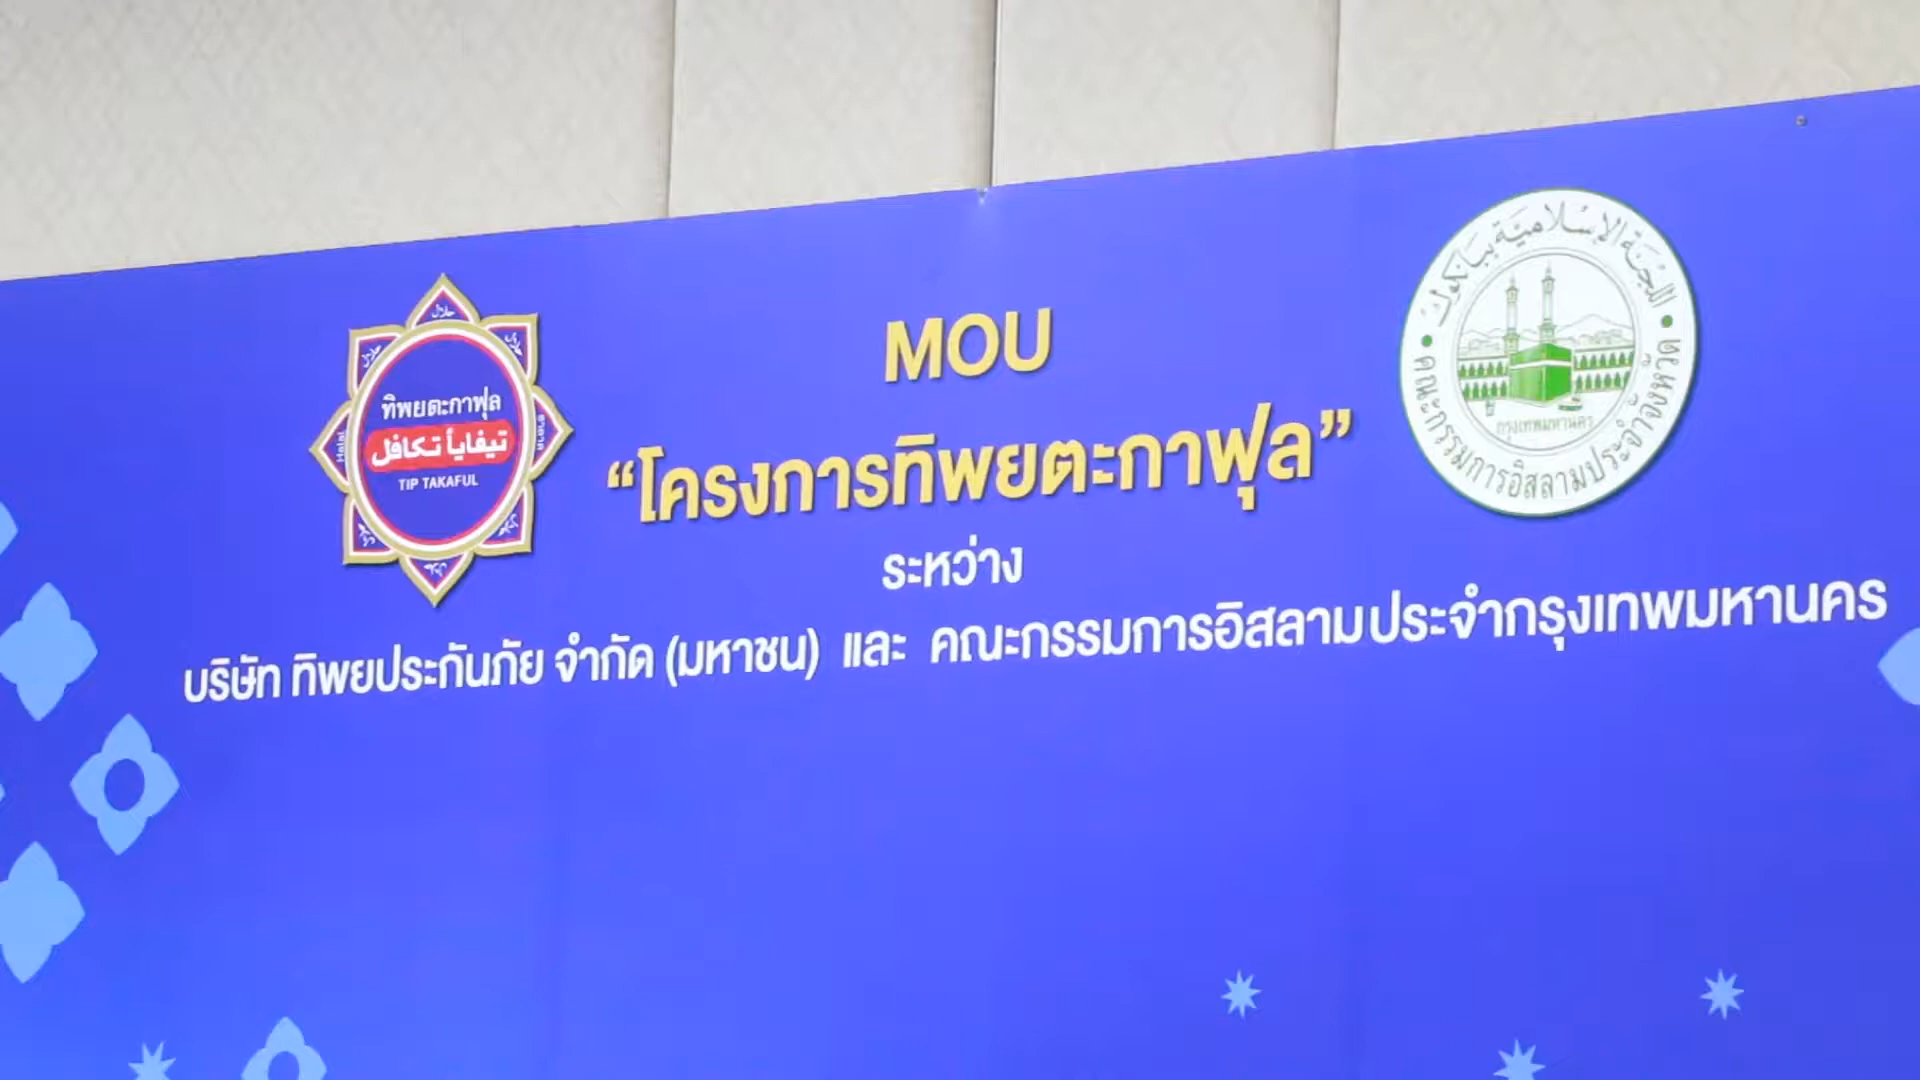 ทิพยตะกาฟุล
تيفايأ تكافل
TIP TAKAFUL
Halal
MOU
“โครงการทิพยตะกาฟุล”
ระหว่าง
บริษัท ทิพยประกันภัย จำกัด (มหาชน) และ คณะกรรมการอิสลามประจำกรุงเทพมหานคร
اللجنة الإسلامية ببانكوك
กรุงเทพมหานคร
คณะกรรมการอิสลามประจำจังหวัด